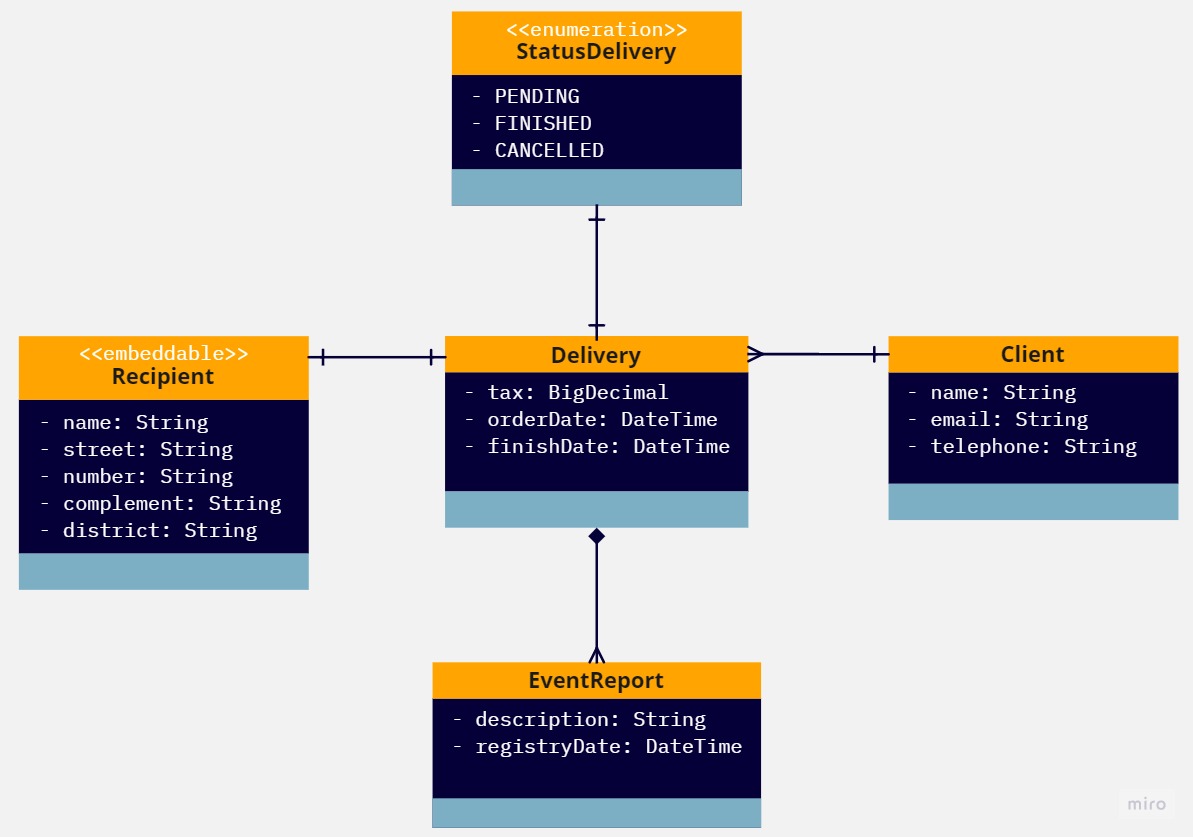 <<enumeration>>
StatusDelivery
- PENDING
- FINISHED
- CANCELLED
<<embeddable>>
Recipient
- name: String
- street: String
- number: String
- complement: String
- district: String
Delivery
- tax: BigDecimal
- orderDate: DateTime
- finishDate: DateTime
Client
- name: String
- email: String
- telephone: String
EventReport
- description: String
- registryDate: DateTime
miro